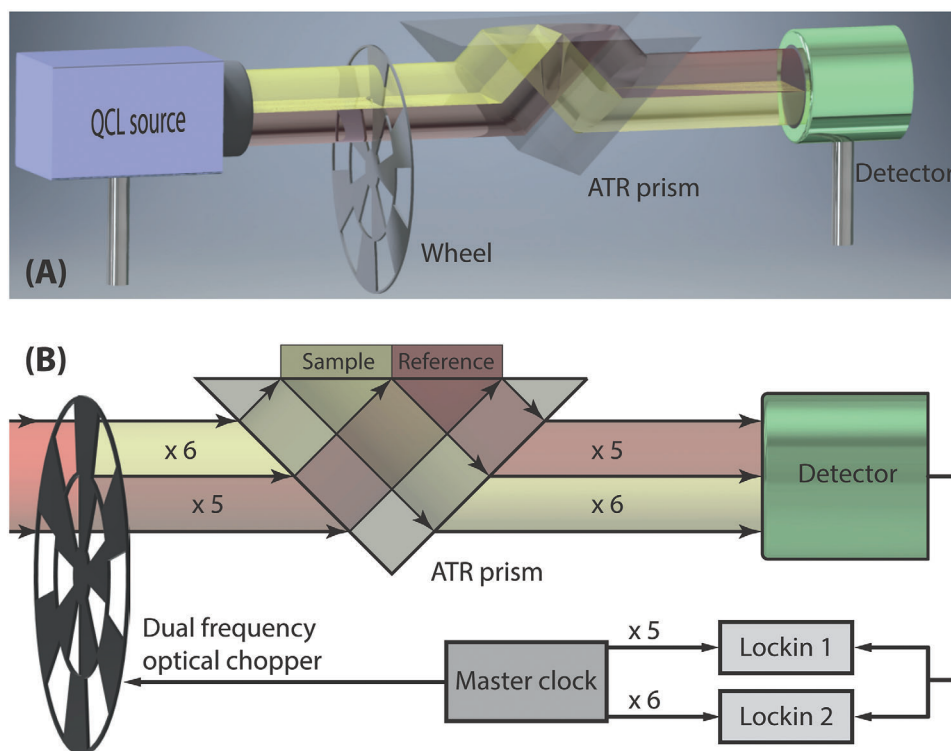 QCL source
ATR prism
Detector
Wheel
(A)
(B)
Sample
Reference
x 6
x 5
x 5
x 6
Detector
ATR prism
Dual frequency
optical chopper
Master clock
x 5
x 6
Lockin 1
Lockin 2